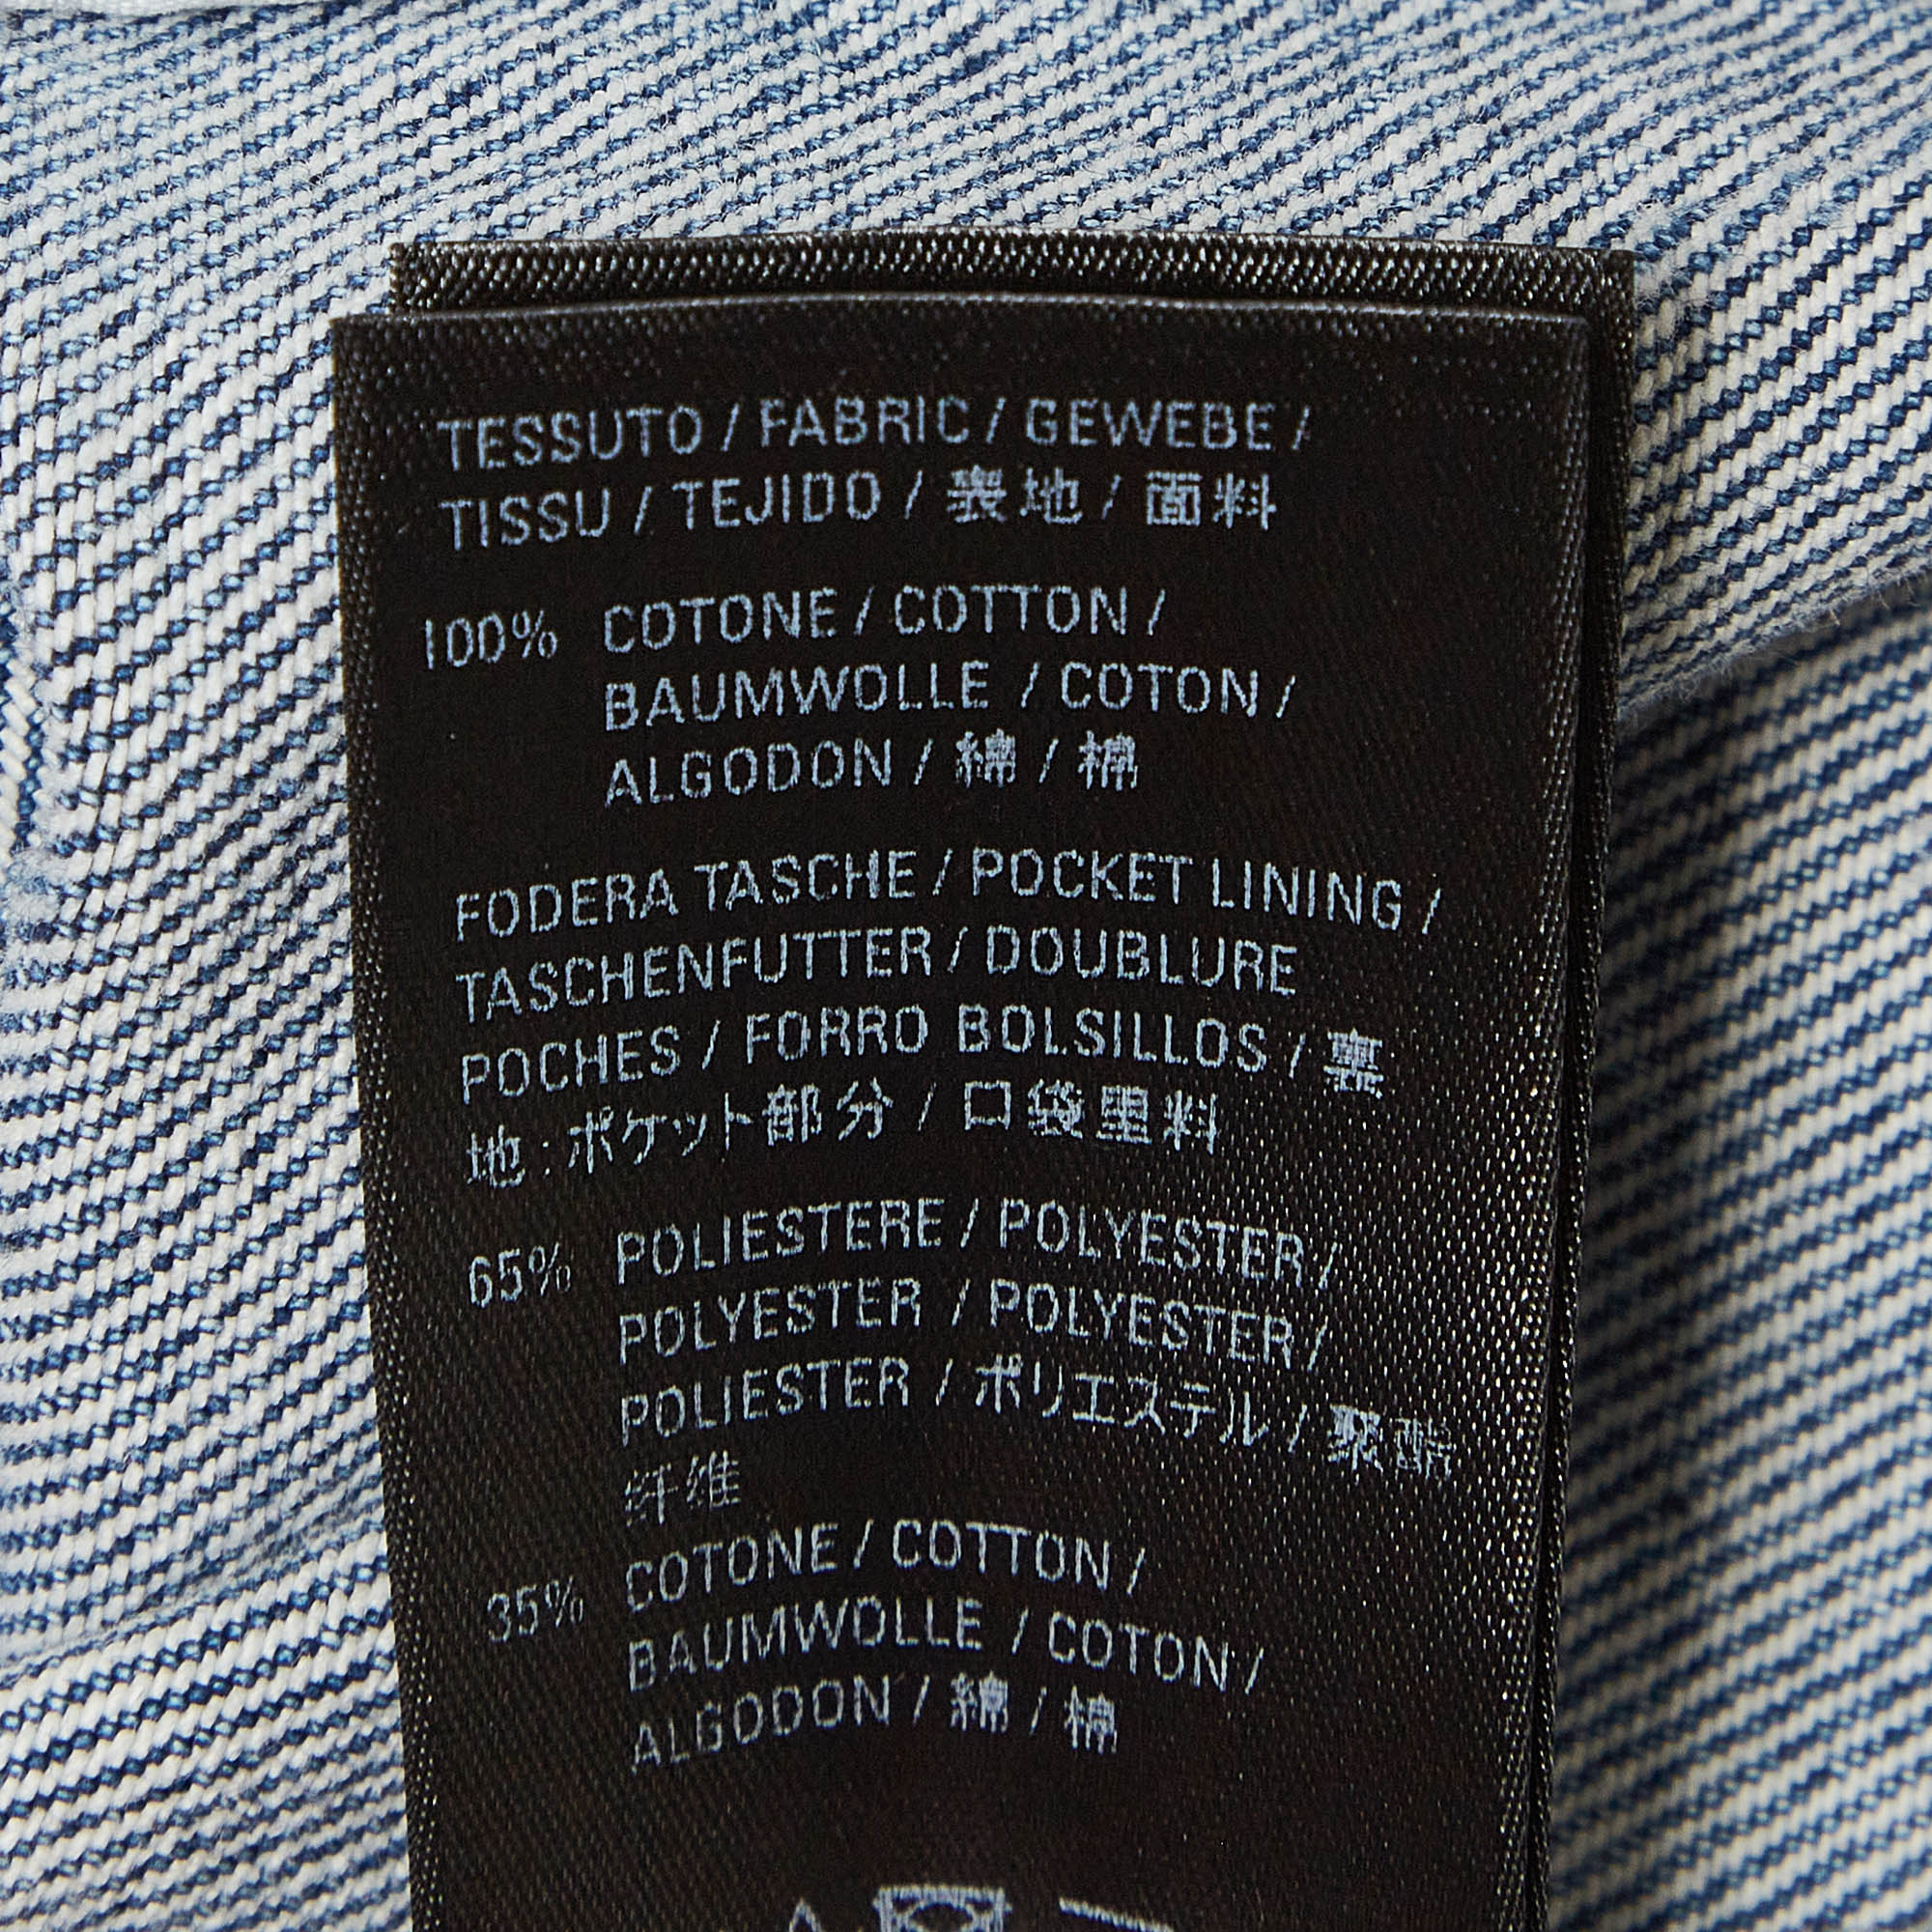 TESSUTO / FABRIC / GEWEBE /
TISSU / TEJIDO / 表地 / 面料
100% COTONE / COTTON /
BAUMWOLLE / COTON /
ALGODON / 綿 / 棉
FODERA TASCHE / POCKET LINING /
TASCHENFUTTER / DOUBLURE
POCHES / FORRO BOLSILLOS / 裏
地:ポケット部分 / 口袋里料
65% POLIESTERE / POLYESTER /
POLYESTER / POLYESTER /
POLIESTER / ポリエステル / 聚酯
纤维
35% COTONE / COTTON /
BAUMWOLLE / COTON /
ALGODON / 綿 / 棉